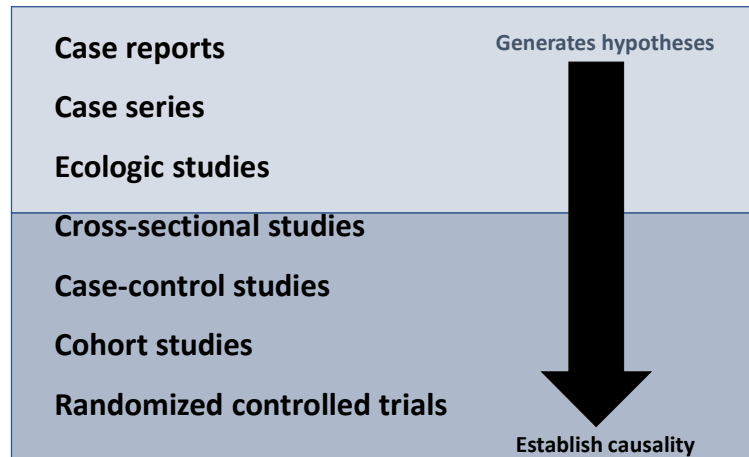 Case reports
Generates hypotheses
Case series
Ecologic studies
Cross-sectional studies
Case-control studies
Cohort studies
Randomized controlled trials
Establish causality